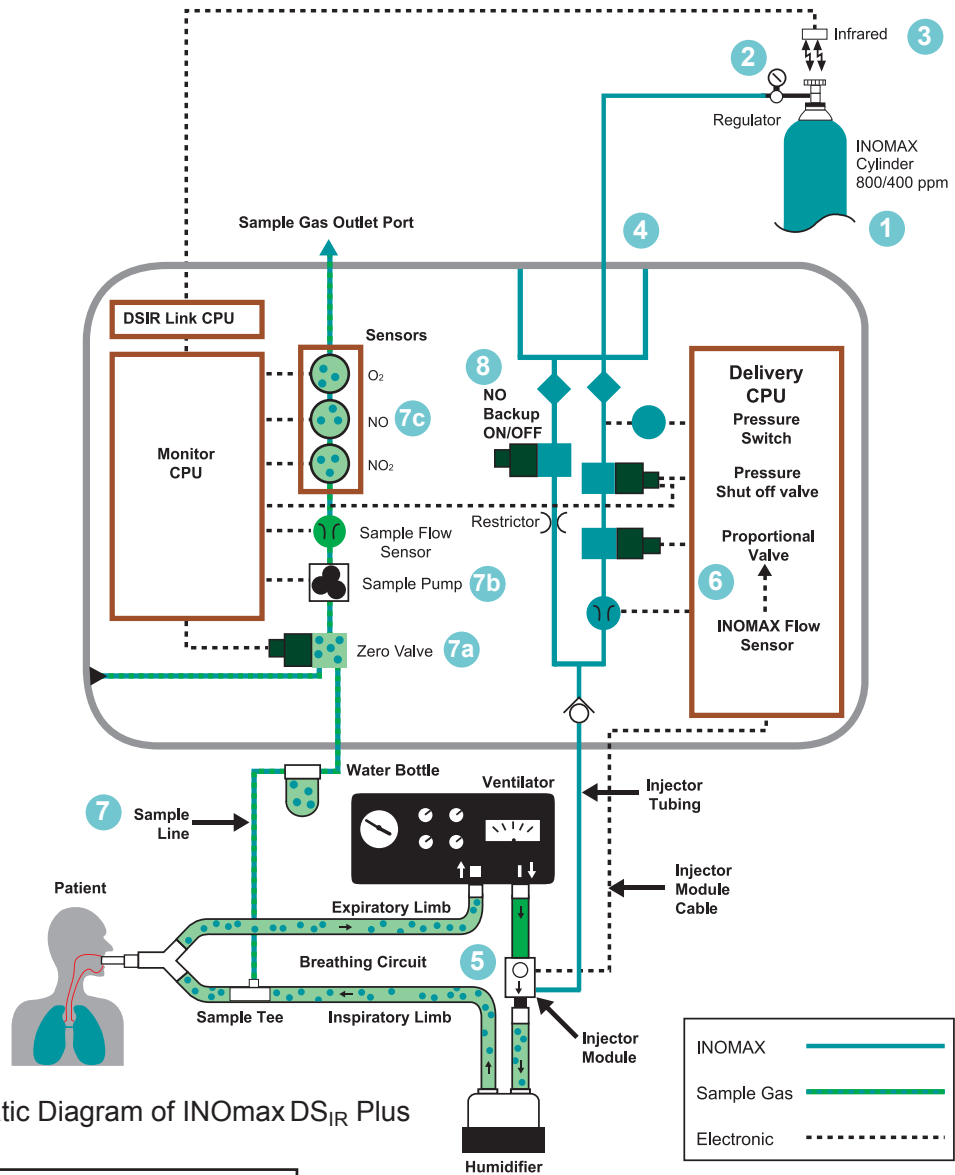 Infrared
3
2
Regulator
INOMAX
Cylinder
800/400 ppm
1
Sample Gas Outlet Port
4
DSIR Link CPU
Sensors
O2
NO
7c
NO2
Monitor
CPU
8
NO
Backup
ON/OFF
Delivery
CPU
Pressure
Switch
Pressure
Shut off valve
Restrictor
Proportional
Valve
Sample Flow
Sensor
Sample Pump
7b
6
INOMAX Flow
Sensor
Zero Valve
7a
Water Bottle
Ventilator
7
Sample
Line
Injector
Tubing
Injector
Module
Cable
Patient
Expiratory Limb
Breathing Circuit
5
Sample Tee
Inspiratory Limb
Injector
Module
INOMAX
Sample Gas
Electronic
tic Diagram of INOmax DSIR Plus
Humidifier